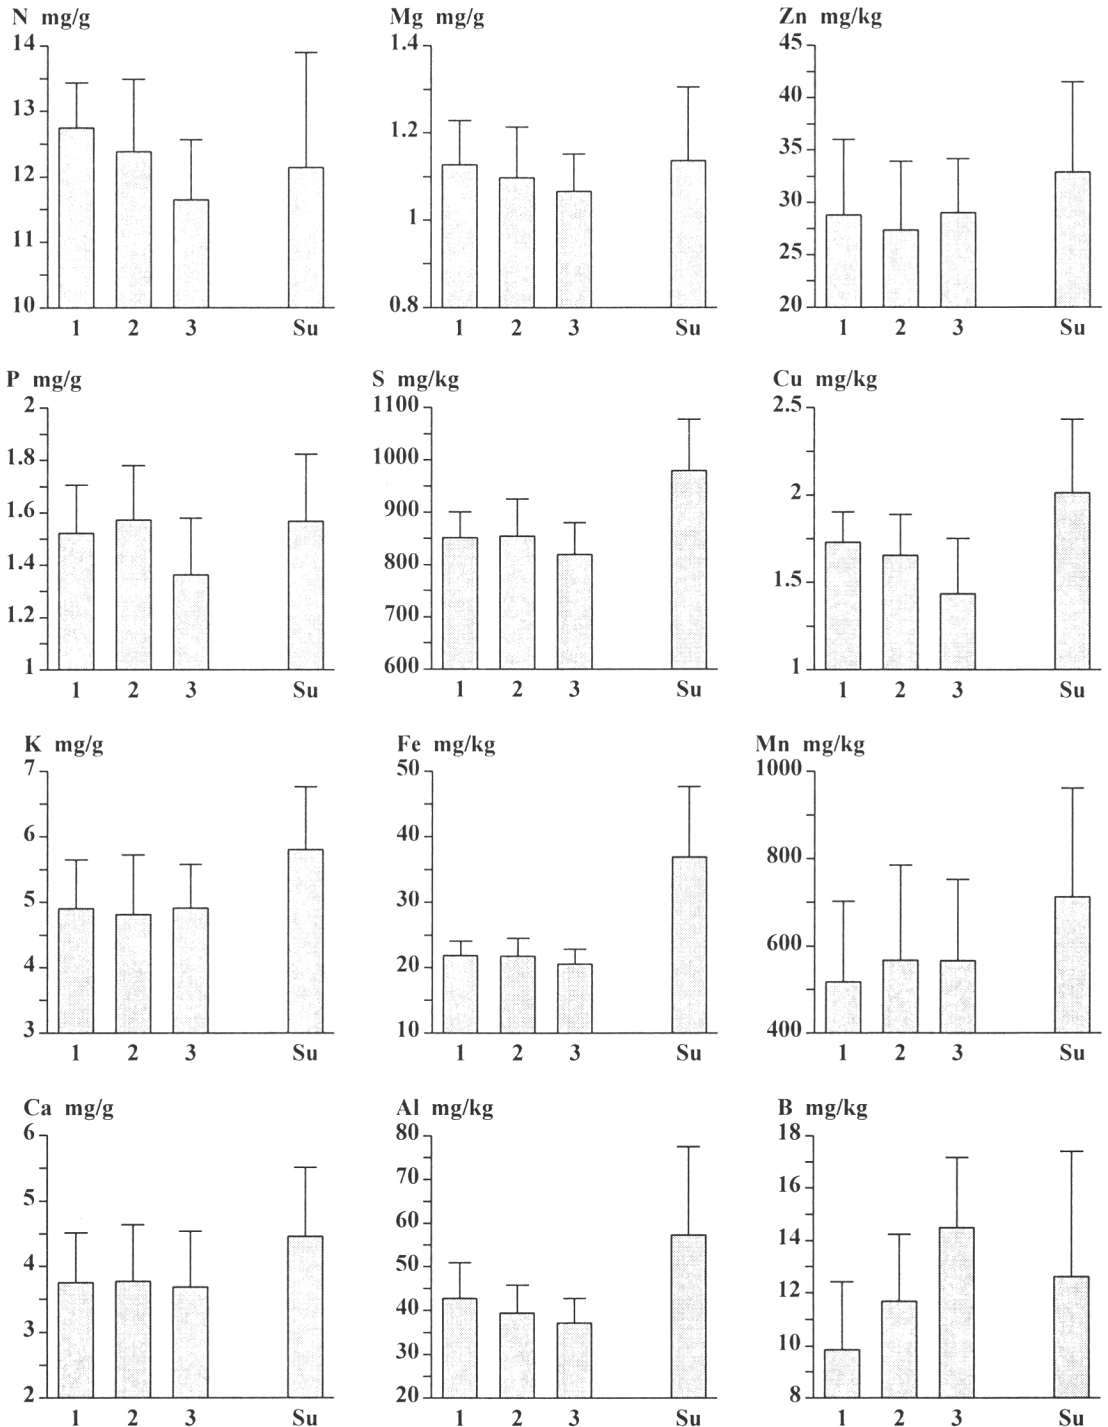 N mg/g
14
13
12
11
10
1 2 3 Su
Mg mg/g
1.4
1.2
1
0.8
1 2 3 Su
Zn mg/kg
45
40
35
30
25
20
1 2 3 Su
P mg/g
2
1.8
1.6
1.4
1.2
1
1 2 3 Su
S mg/kg
1100
1000
900
800
700
600
1 2 3 Su
Cu mg/kg
2.5
2
1.5
1
1 2 3 Su
K mg/g
7
6
5
4
3
1 2 3 Su
Fe mg/kg
50
40
30
20
10
1 2 3 Su
Mn mg/kg
1000
800
600
400
1 2 3 Su
Ca mg/g
6
5
4
3
2
1 2 3 Su
Al mg/kg
80
70
60
50
40
30
20
1 2 3 Su
B mg/kg
18
16
14
12
10
8
1 2 3 Su